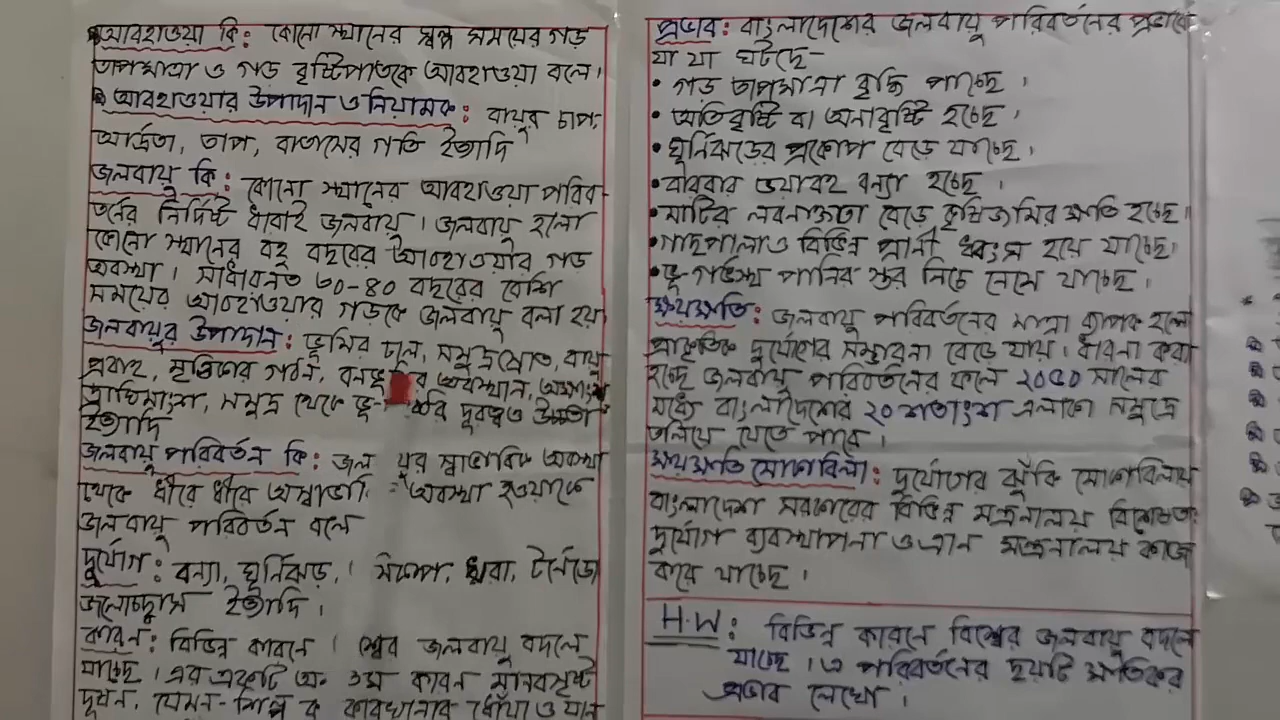 আবহাওয়া কি: কোনো স্থানের স্বল্প সময়ের গড়
তাপমাত্রা ও গড় বৃষ্টিপাতকে আবহাওয়া বলে।
আবহাওয়ার উপাদান ও নিয়ামক: বায়ুর চাপ,
আর্দ্রতা, তাপ, বাতাসের গতি ইত্যাদি
জলবায়ু কি: কোনো স্থানের আবহাওয়া পরিব-
র্তনের নির্দিষ্ট ধারাই জলবায়ু। জলবায়ু হলো
কোনো স্থানের বহু বছরের আবহাওয়ার গড়
অবস্থা। সাধারনত ৩০-৪০ বছরের বেশি
সময়ের আবহাওয়ার গড়কে জলবায়ু বলা হয়
জলবায়ুর উপাদান: ভূমির ঢাল, সমুদ্রস্রোত, বায়ু
প্রবাহ, মৃত্তিকার গঠন, অবস্থান, অক্ষাংশ
দ্রাঘিমাংশ, সমুদ্র থেকে দূরত্ব ও উচ্চতা
ইত্যাদি
জলবায়ু পরিবর্তন কি: স্বাভাবিক অবস্থা
থেকে ধীরে ধীরে অবস্থা হওয়াকে
জলবায়ু পরিবর্তন বলে
দুর্যোগ: বন্যা, ঘূর্নিঝড়, খরা, টর্নেডো
জলোচ্ছ্বাস ইত্যাদি।
কারন: বিভিন্ন কারনে জলবায়ু বদলে
যাচ্ছে। এর একটি কারন মানবসৃষ্ট
দূষন, যেমন-শিল্প কারখানার ধোঁয়া ও যান
প্রভাব: বাংলাদেশের জলবায়ু পরিবর্তনের প্রভাবে
যা যা ঘটছে-
• গড় তাপমাত্রা বৃদ্ধি পাচ্ছে।
• অতিবৃষ্টি বা অনাবৃষ্টি হচ্ছে।
• ঘূর্নিঝড়ের প্রকোপ বেড়ে যাচ্ছে।
• বারবার ভয়াবহ বন্যা হচ্ছে।
• মাটির লবনাক্ততা বেড়ে কৃষিজমির ক্ষতি হচ্ছে।
• গাছপালা ও বিভিন্ন প্রানী ধ্বংস হয়ে যাচ্ছে।
• ভূ-গর্ভস্থ পানির স্তর নিচে নেমে যাচ্ছে।
ক্ষয়ক্ষতি: জলবায়ু পরিবর্তনের মাত্রা ব্যাপক হলে
প্রাকৃতিক দুর্যোগের সম্ভাবনা বেড়ে যায়। ধারনা করা
হচ্ছে জলবায়ু পরিবর্তনের ফলে ২০৫০ সালের
মধ্যে বাংলাদেশের ২০ শতাংশ এলাকা সমুদ্রে
তলিয়ে যেতে পারে।
ক্ষয়ক্ষতি মোকাবিলা: দুর্যোগের ঝুঁকি মোকাবিলায়
বাংলাদেশ সরকারের বিভিন্ন মন্ত্রনালয় বিশেষত:
দুর্যোগ ব্যবস্থাপনা ও ত্রান মন্ত্রনালয় কাজ
করে যাচ্ছে।
H.W: বিভিন্ন কারনে বিশ্বের জলবায়ু বদলে
যাচ্ছে। এ পরিবর্তনের ছয়টি ক্ষতিকর
প্রভাব লেখো।